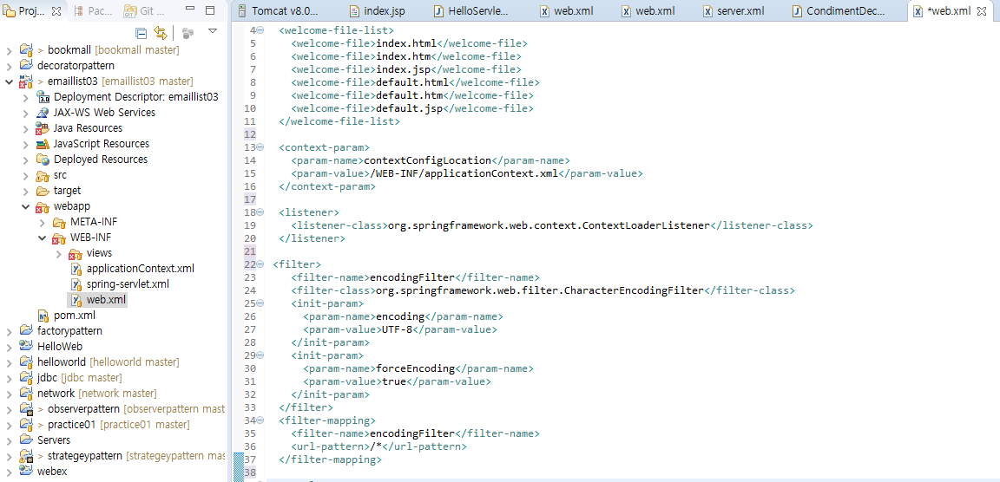 Proj...
Pac...
Git ...
Tomcat v8.0...
index.jsp
HelloServle...
web.xml
web.xml
server.xml
CondimentDec...
*web.xml
> bookmall [bookmall master]
decoratorpattern
> emaillist03 [emaillist03 master]
Deployment Descriptor: emaillist03
JAX-WS Web Services
Java Resources
JavaScript Resources
Deployed Resources
src
target
webapp
META-INF
WEB-INF
views
applicationContext.xml
spring-servlet.xml
web.xml
pom.xml
factorypattern
HelloWeb
helloworld [helloworld master]
jdbc [jdbc master]
network [network master]
> observerpattern [observerpattern mast
> practice01 [practice01 master]
Servers
> strategeypattern [strategeypattern mas
webex
4 <welcome-file-list>
5 <welcome-file>index.html</welcome-file>
6 <welcome-file>index.htm</welcome-file>
7 <welcome-file>index.jsp</welcome-file>
8 <welcome-file>default.html</welcome-file>
9 <welcome-file>default.htm</welcome-file>
10 <welcome-file>default.jsp</welcome-file>
11 </welcome-file-list>
12
13 <context-param>
14 <param-name>contextConfigLocation</param-name>
15 <param-value>/WEB-INF/applicationContext.xml</param-value>
16 </context-param>
17
18 <listener>
19 <listener-class>org.springframework.web.context.ContextLoaderListener</listener-class>
20 </listener>
21
22 <filter>
23 <filter-name>encodingFilter</filter-name>
24 <filter-class>org.springframework.web.filter.CharacterEncodingFilter</filter-class>
25 <init-param>
26 <param-name>encoding</param-name>
27 <param-value>UTF-8</param-value>
28 </init-param>
29 <init-param>
30 <param-name>forceEncoding</param-name>
31 <param-value>true</param-value>
32 </init-param>
33 </filter>
34 <filter-mapping>
35 <filter-name>encodingFilter</filter-name>
36 <url-pattern>/*</url-pattern>
37 </filter-mapping>
38